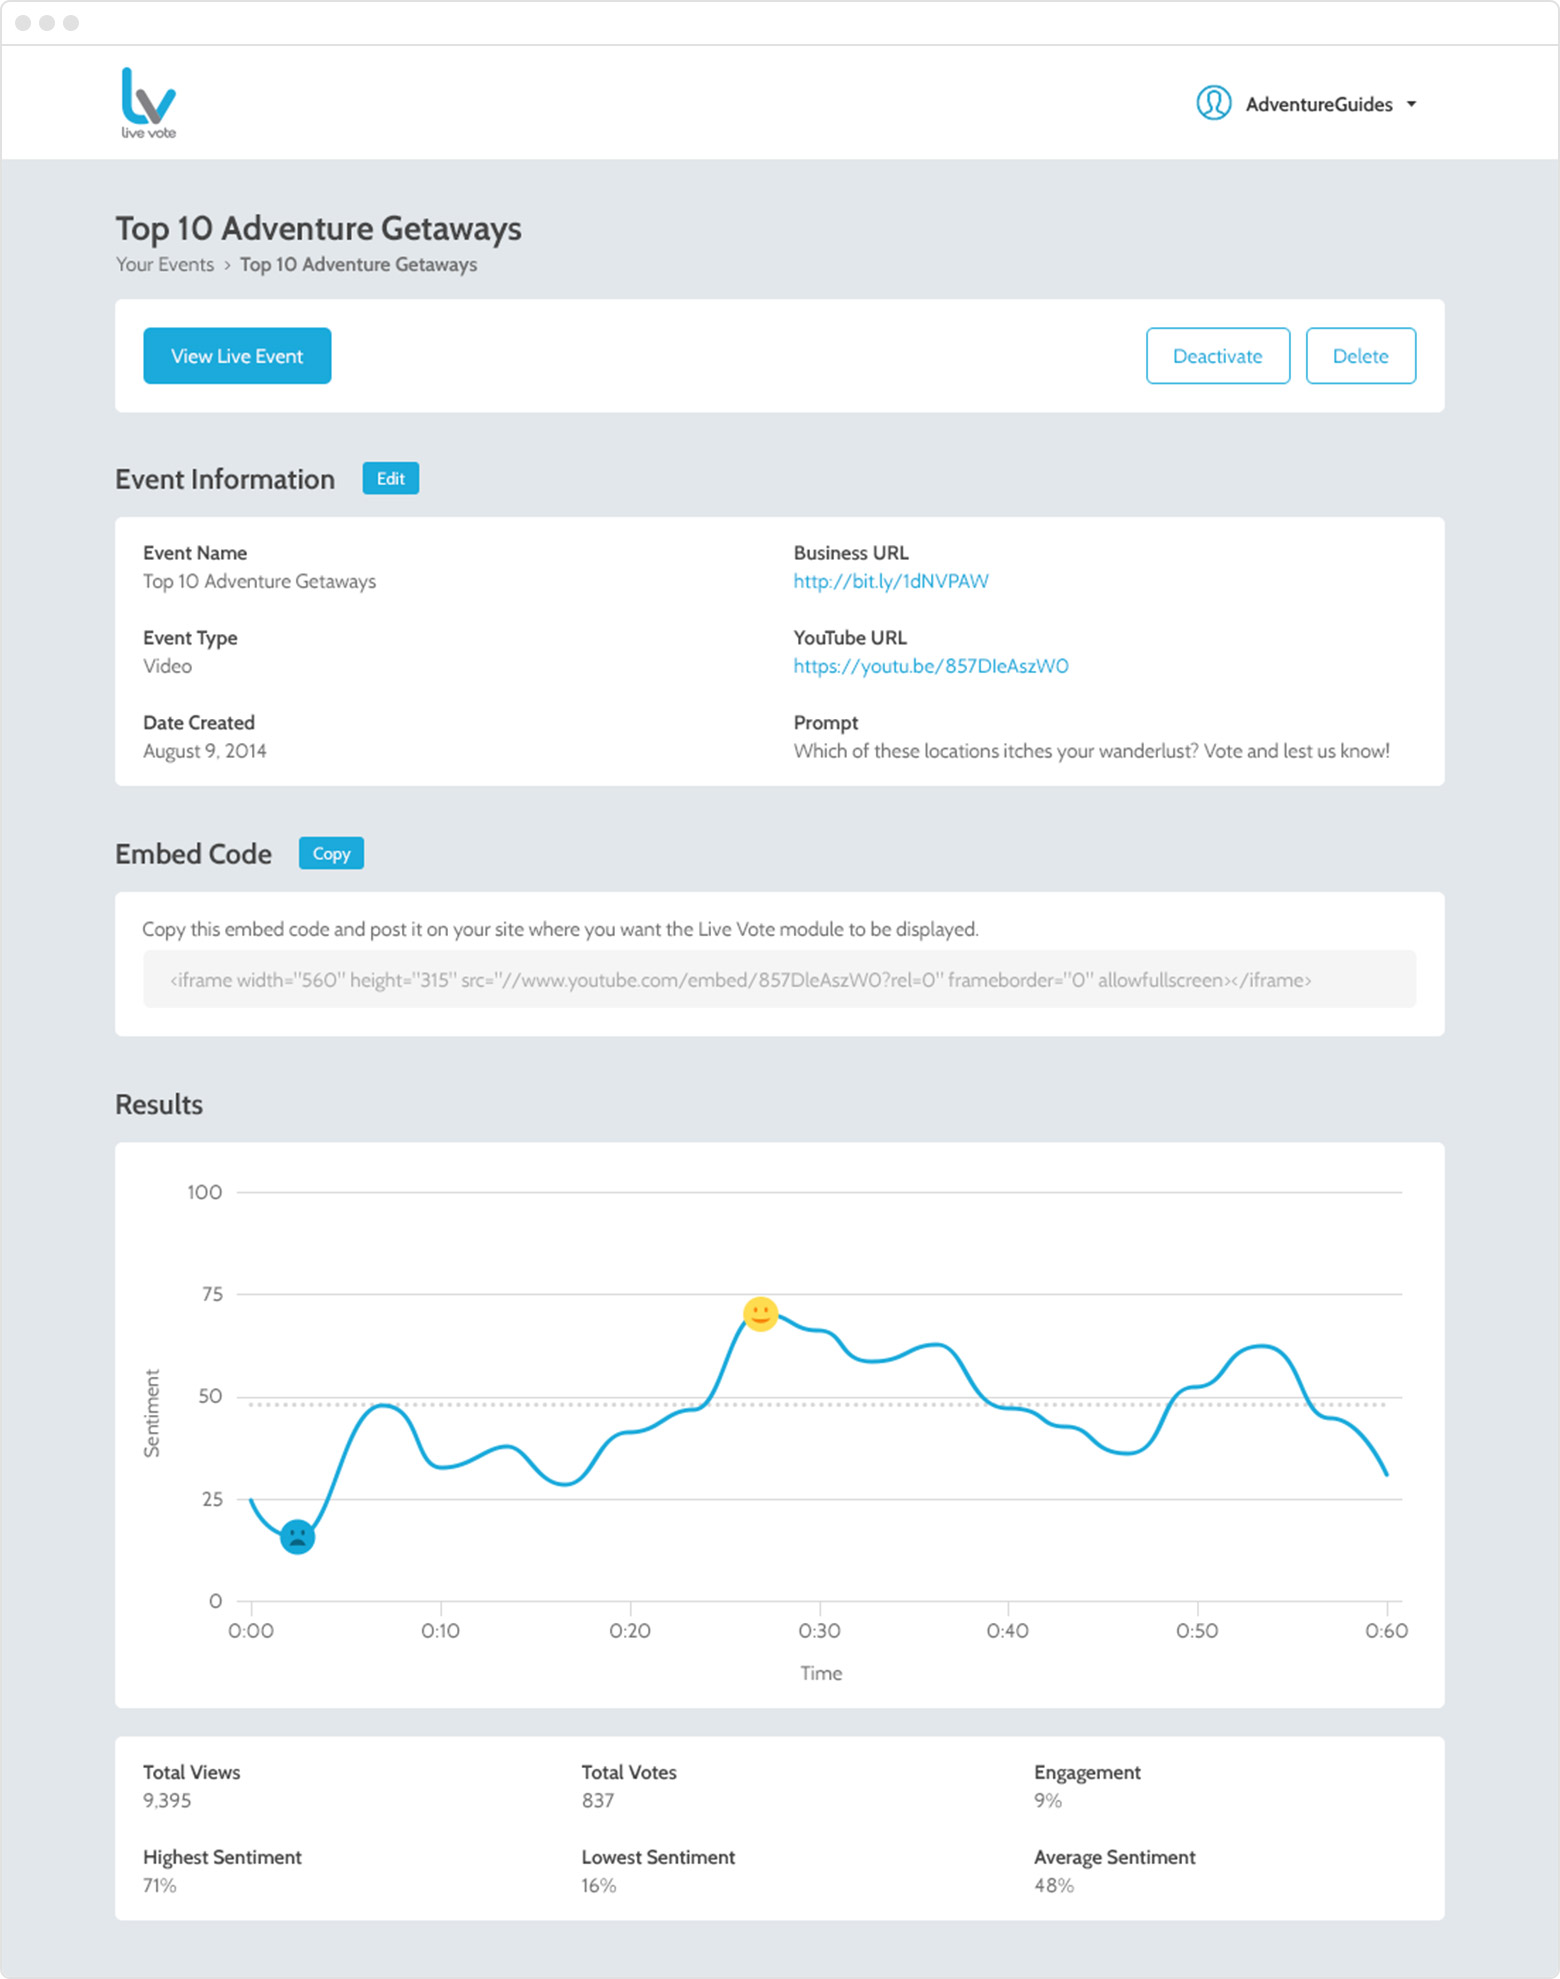 live vote
AdventureGuides
Top 10 Adventure Getaways
Your Events › Top 10 Adventure Getaways
View Live Event
Deactivate
Delete
Event Information
Edit
Event Name
Top 10 Adventure Getaways
Business URL
http://bit.ly/1dNVPAW
Event Type
Video
YouTube URL
https://youtu.be/857DIeAszW0
Date Created
August 9, 2014
Prompt
Which of these locations itches your wanderlust? Vote and lest us know!
Embed Code
Copy
Copy this embed code and post it on your site where you want the Live Vote module to be displayed.
<iframe width="560" height="315" src="//www.youtube.com/embed/857DleAszW0?rel=0" frameborder="0" allowfullscreen></iframe>
Results
100
75
50
25
0
Sentiment
0:00
0:10
0:20
0:30
0:40
0:50
0:60
Time
Total Views
9,395
Total Votes
837
Engagement
9%
Highest Sentiment
71%
Lowest Sentiment
16%
Average Sentiment
48%